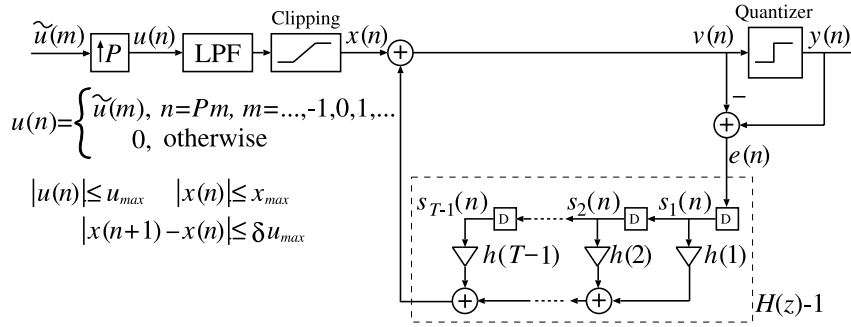 Clipping
Quantizer
ũ(m) ↑P u(n) LPF x(n) + v(n) y(n)
u(n)={ ũ(m), n=Pm, m=...,-1,0,1,...
0, otherwise
− +
e(n)
|u(n)|≤u_max |x(n)|≤x_max
|x(n+1)−x(n)|≤δu_max
s_{T-1}(n) s_2(n) s_1(n)
D D D
h(T−1) h(2) h(1)
+ + H(z)-1